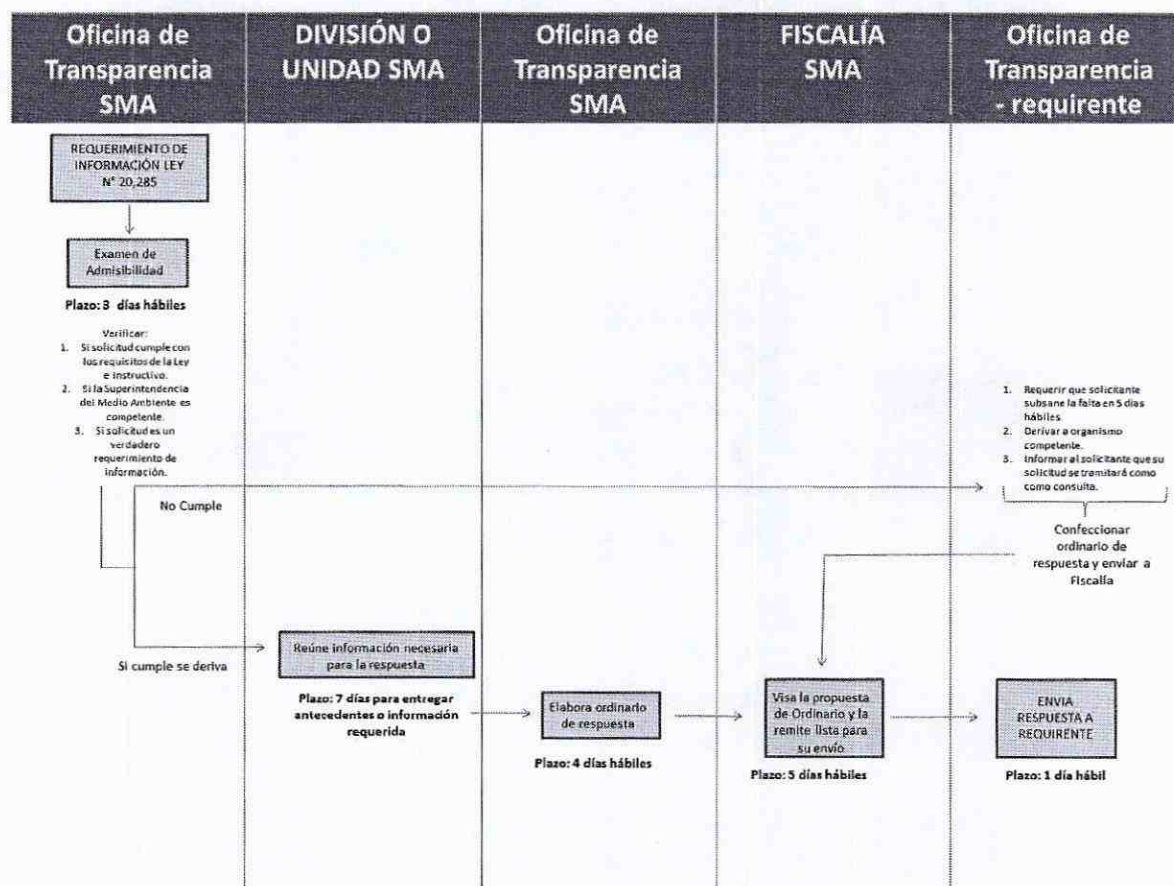 Oficina de
Transparencia
SMA
DIVISIÓN O
UNIDAD SMA
Oficina de
Transparencia
SMA
FISCALÍA
SMA
Oficina de
Transparencia
- requirente
REQUERIMIENTO DE
INFORMACIÓN LEY
N° 20,285
Examen de
Admisibilidad
Plazo: 3 días hábiles
Verificar:
1. Si solicitud cumple con
los requisitos de la Ley
e Instructivo.
2. Si la Superintendencia
del Medio Ambiente es
competente.
3. Si solicitud es un
verdadero
requerimiento de
información.
No Cumple
Si cumple se deriva
Reúne información necesaria
para la respuesta
Plazo: 7 días para entregar
antecedentes o información
requerida
Elabora ordinario
de respuesta
Plazo: 4 días hábiles
1. Requerir que solicitante
subsane la falta en 5 días
hábiles.
2. Derivar a organismo
competente.
3. Informar al solicitante que su
solicitud se tramitará como
como consulta.
Confeccionar
ordinario de
respuesta y enviar a
Fiscalía
Visa la propuesta
de Ordinario y la
remite lista para
su envío
Plazo: 5 días hábiles
ENVIA
RESPUESTA A
REQUIRENTE
Plazo: 1 día hábil